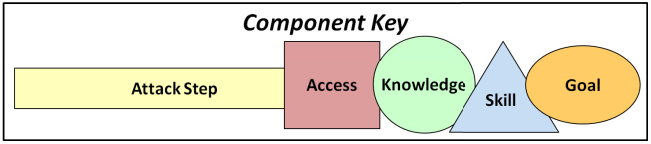 Component Key
Attack Step
Access
Knowledge
Skill
Goal